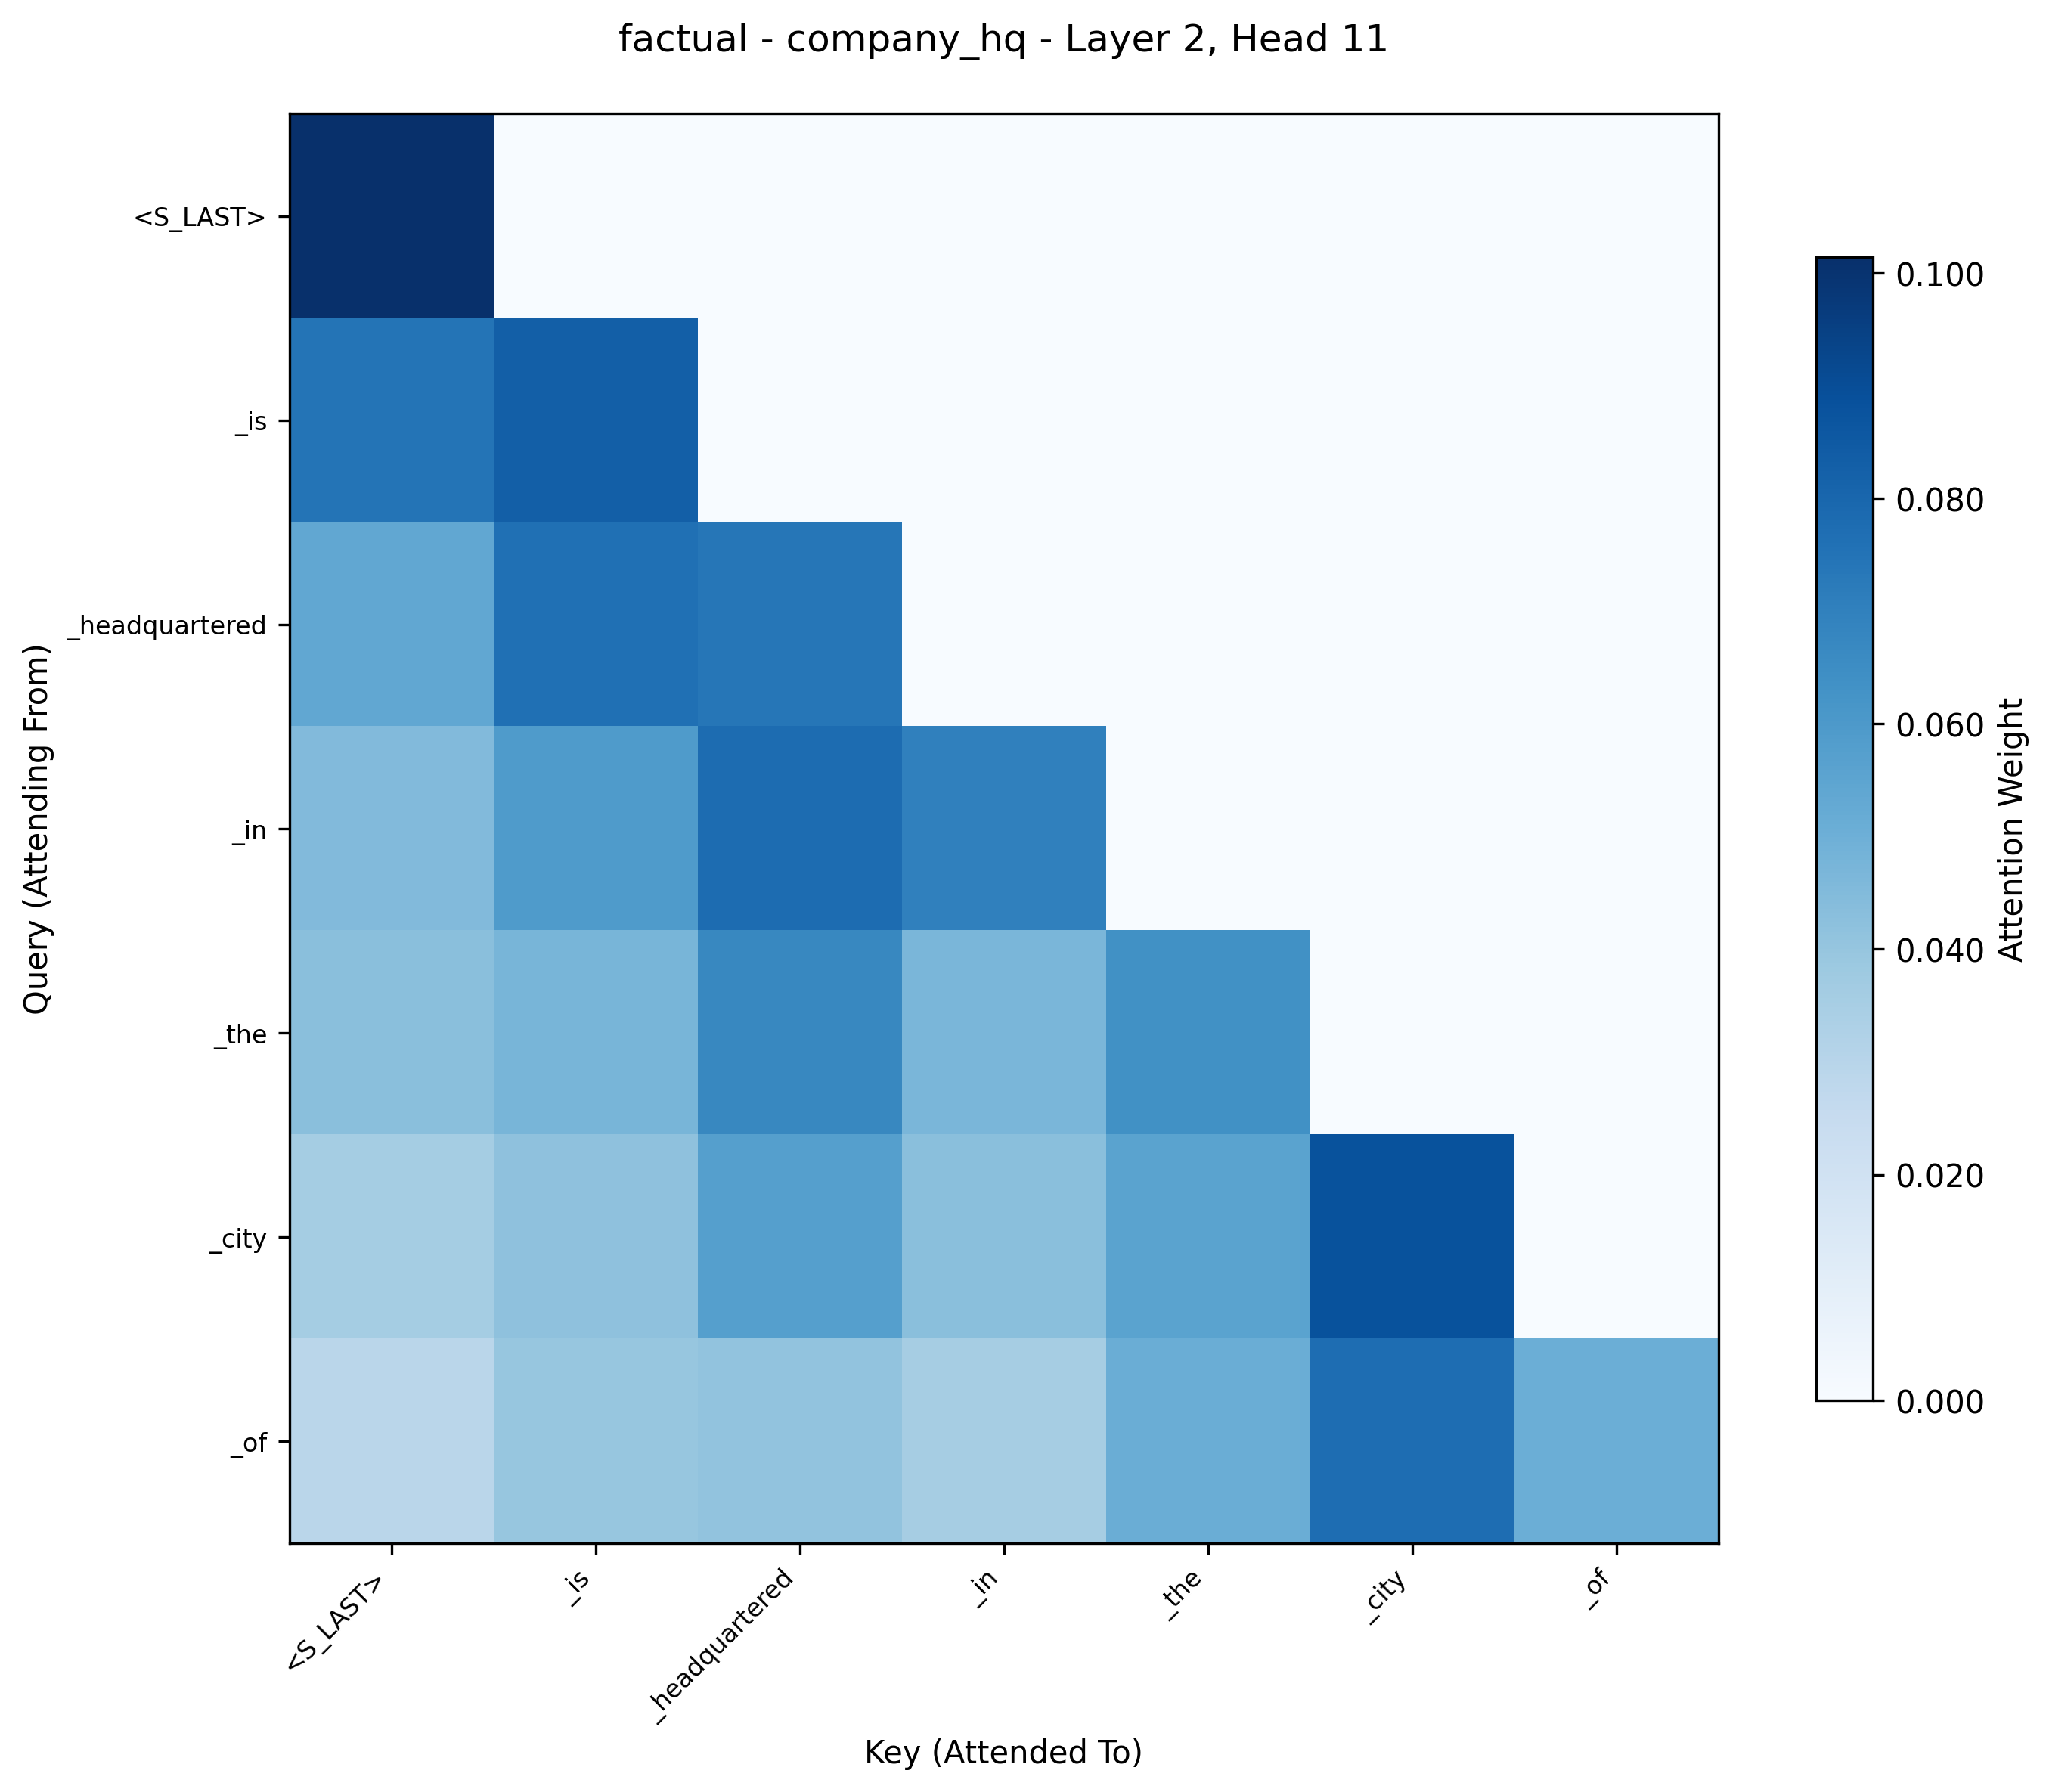 factual - company_hq - Layer 2, Head 11
Query (Attending From)
<S_LAST>
_is
_headquartered
_in
_the
_city
_of
<S_LAST>
_is
_headquartered
_in
_the
_city
_of
Key (Attended To)
0.100
0.080
0.060
0.040
0.020
0.000
Attention Weight